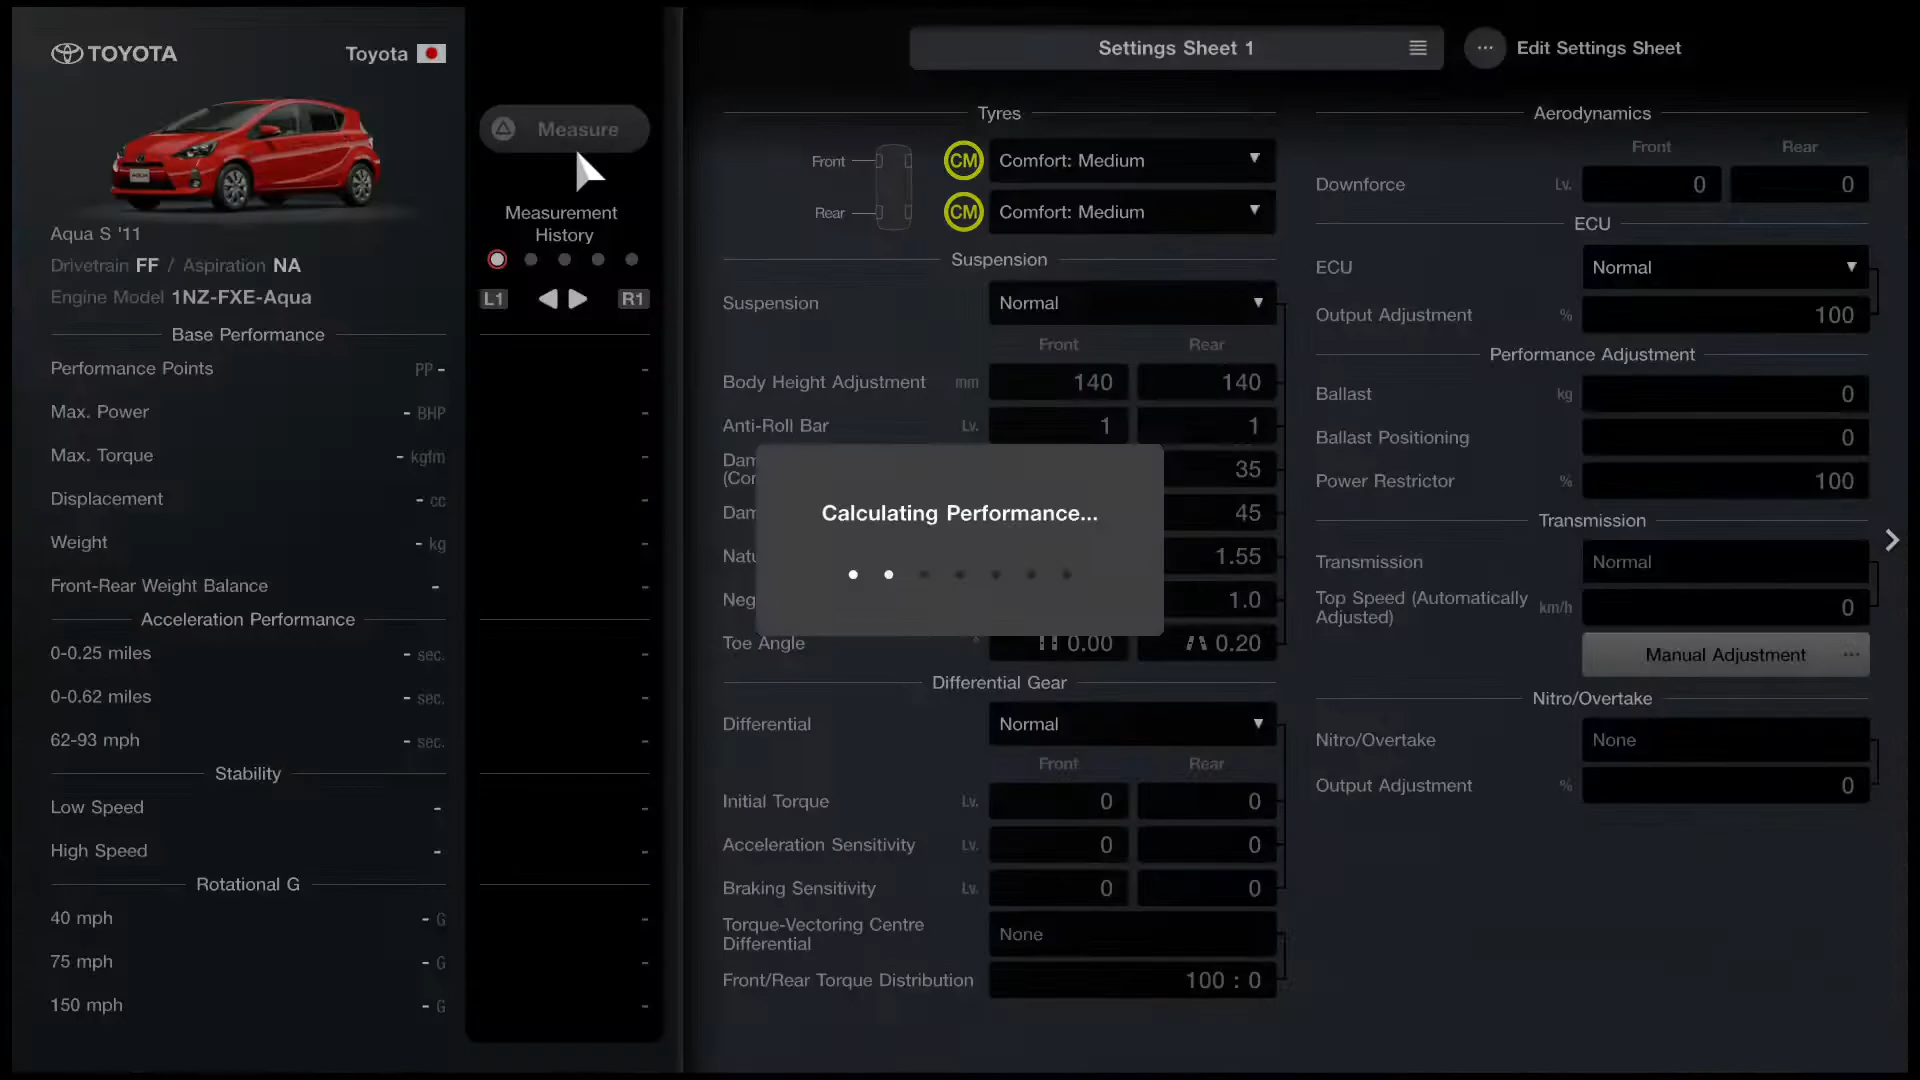 TOYOTA
Toyota
AQUA
Aqua S '11
Drivetrain FF / Aspiration NA
Engine Model 1NZ-FXE-Aqua
Base Performance
Performance Points PP -
Max. Power - BHP
Max. Torque - kgfm
Displacement - cc
Weight - kg
Front-Rear Weight Balance -
Acceleration Performance
0-0.25 miles - sec.
0-0.62 miles - sec.
62-93 mph - sec.
Stability
Low Speed -
High Speed -
Rotational G
40 mph - G
75 mph - G
150 mph - G
Measure
Measurement
History
L1 R1
Settings Sheet 1
Edit Settings Sheet
Tyres
Front CM Comfort: Medium
Rear CM Comfort: Medium
Suspension
Suspension Normal
Front Rear
Body Height Adjustment mm 140 140
Anti-Roll Bar Lv. 1 1
Dam
(Cor 35
Dam 45
Natu 1.55
Neg 1.0
Toe Angle 0.00 0.20
Calculating Performance...
Differential Gear
Differential Normal
Front Rear
Initial Torque Lv. 0 0
Acceleration Sensitivity Lv. 0 0
Braking Sensitivity Lv. 0 0
Torque-Vectoring Centre
Differential None
Front/Rear Torque Distribution 100 : 0
Aerodynamics
Front Rear
Downforce Lv. 0 0
ECU
ECU Normal
Output Adjustment % 100
Performance Adjustment
Ballast kg 0
Ballast Positioning 0
Power Restrictor % 100
Transmission
Transmission Normal
Top Speed (Automatically
Adjusted) km/h 0
Manual Adjustment
Nitro/Overtake
Nitro/Overtake None
Output Adjustment % 0